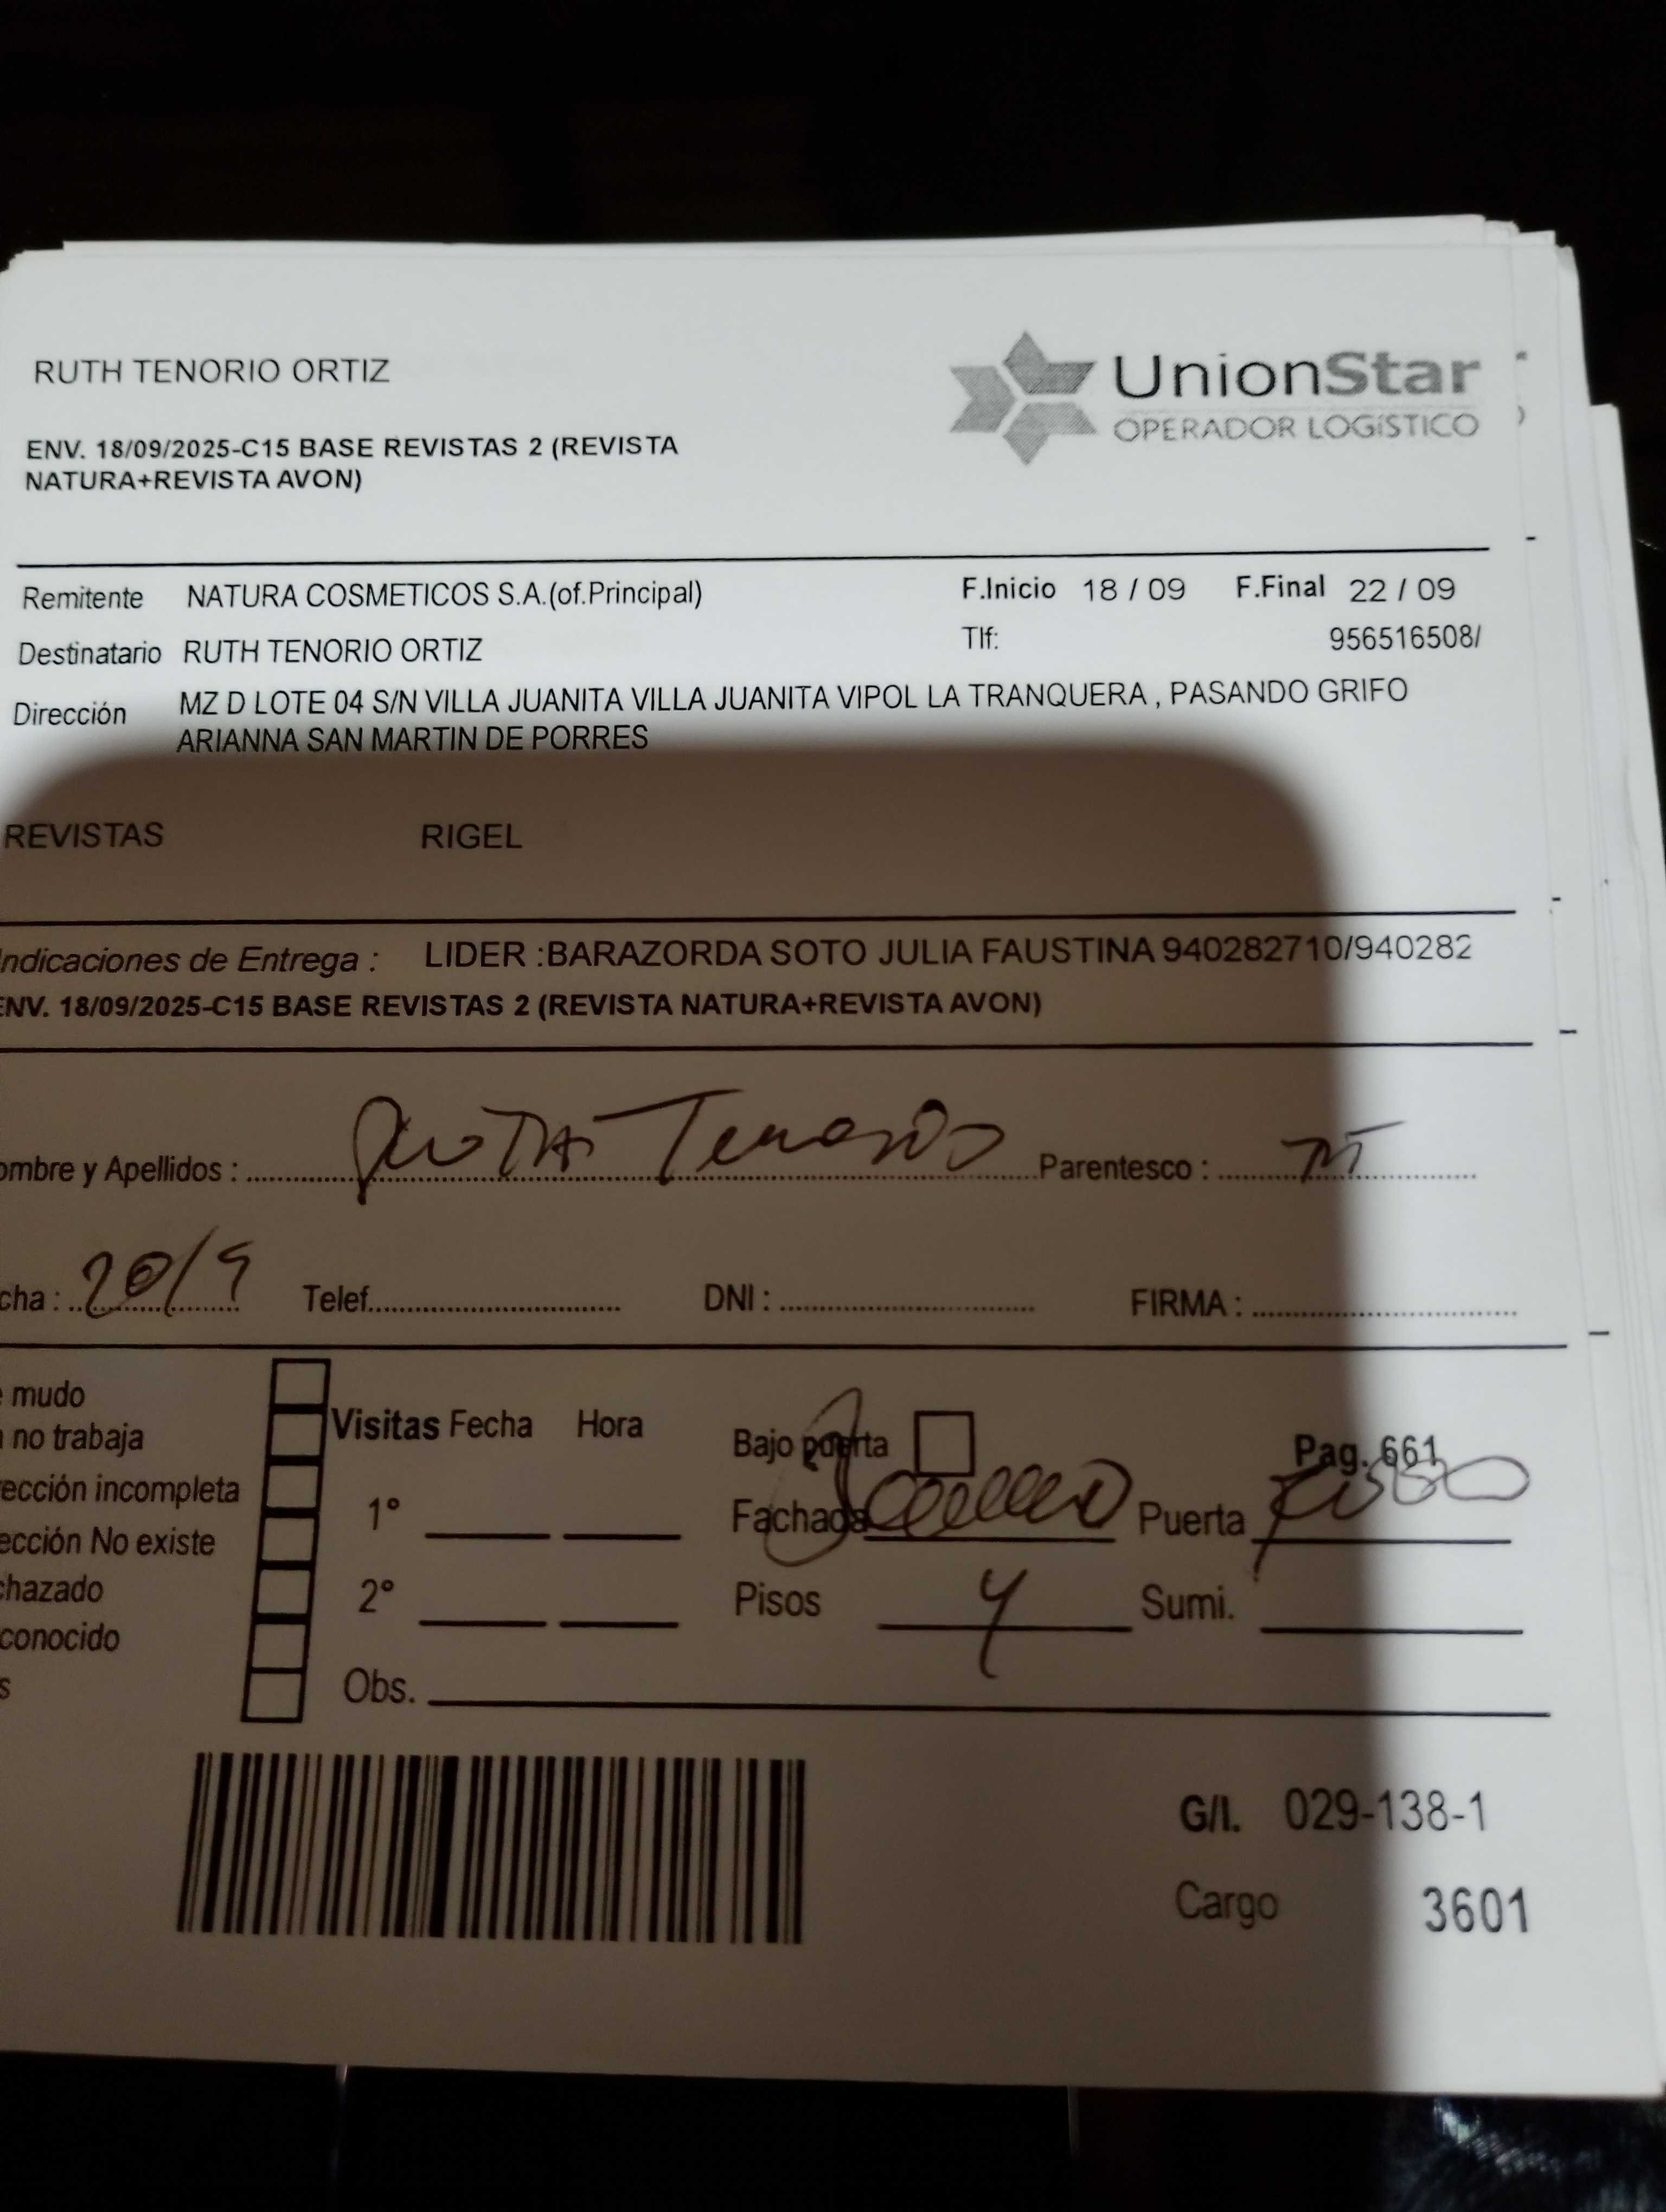 RUTH TENORIO ORTIZ
UnionStar
OPERADOR LOGÍSTICO
ENV. 18/09/2025-C15 BASE REVISTAS 2 (REVISTA
NATURA+REVISTA AVON)
Remitente NATURA COSMETICOS S.A.(of.Principal) F.Inicio 18 / 09 F.Final 22 / 09
Destinatario RUTH TENORIO ORTIZ Tlf: 956516508/
Dirección MZ D LOTE 04 S/N VILLA JUANITA VILLA JUANITA VIPOL LA TRANQUERA , PASANDO GRIFO
ARIANNA SAN MARTIN DE PORRES
REVISTAS RIGEL
Indicaciones de Entrega : LIDER :BARAZORDA SOTO JULIA FAUSTINA 940282710/940282
ENV. 18/09/2025-C15 BASE REVISTAS 2 (REVISTA NATURA+REVISTA AVON)
ombre y Apellidos : Ruth Tenorio Parentesco :
cha : 20/9 Telef. DNI : FIRMA :
e mudo
no trabaja
Visitas Fecha Hora
Bajo puerta Pag. 661
ección incompleta
1° Fachada Puerta
ección No existe
chazado
2° Pisos 4 Sumi.
conocido
s Obs.
G/I. 029-138-1
Cargo 3601